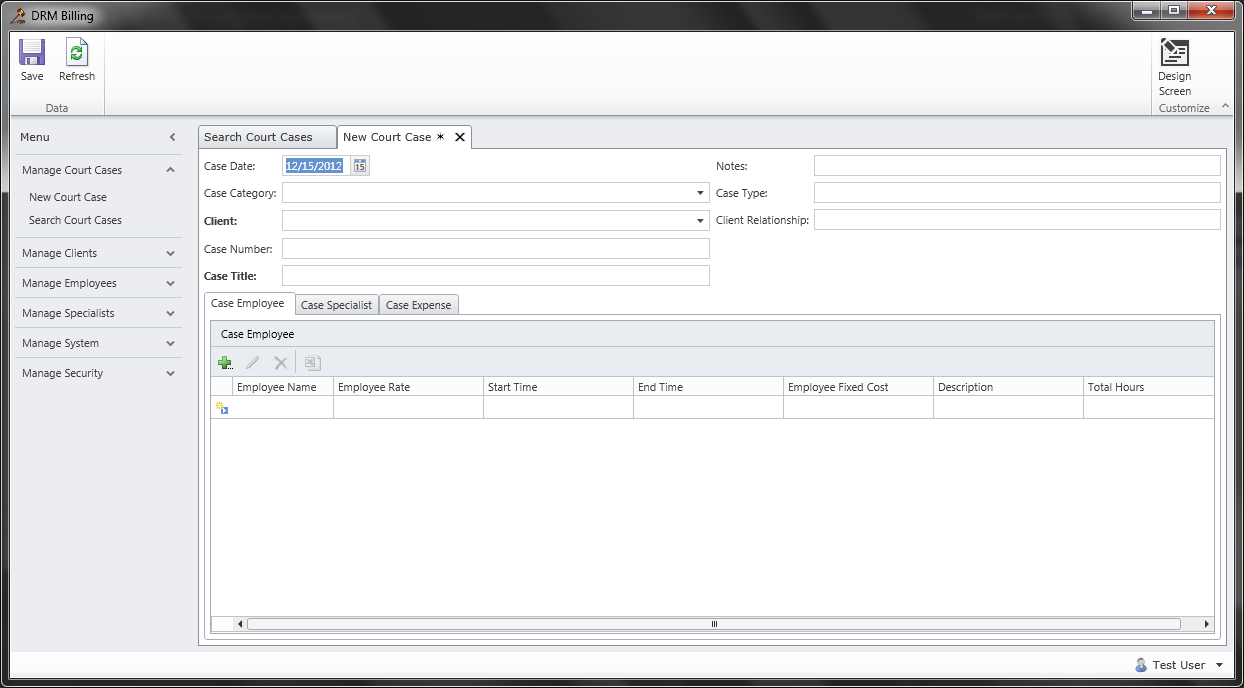 DRM Billing
Save Refresh
Data
Design
Screen
Customize
Menu
Manage Court Cases
New Court Case
Search Court Cases
Manage Clients
Manage Employees
Manage Specialists
Manage System
Manage Security
Search Court Cases New Court Case *
Case Date: 12/15/2012 15 Notes:
Case Category: Case Type:
Client: Client Relationship:
Case Number:
Case Title:
Case Employee Case Specialist Case Expense
Case Employee
Employee Name Employee Rate Start Time End Time Employee Fixed Cost Description Total Hours
Test User